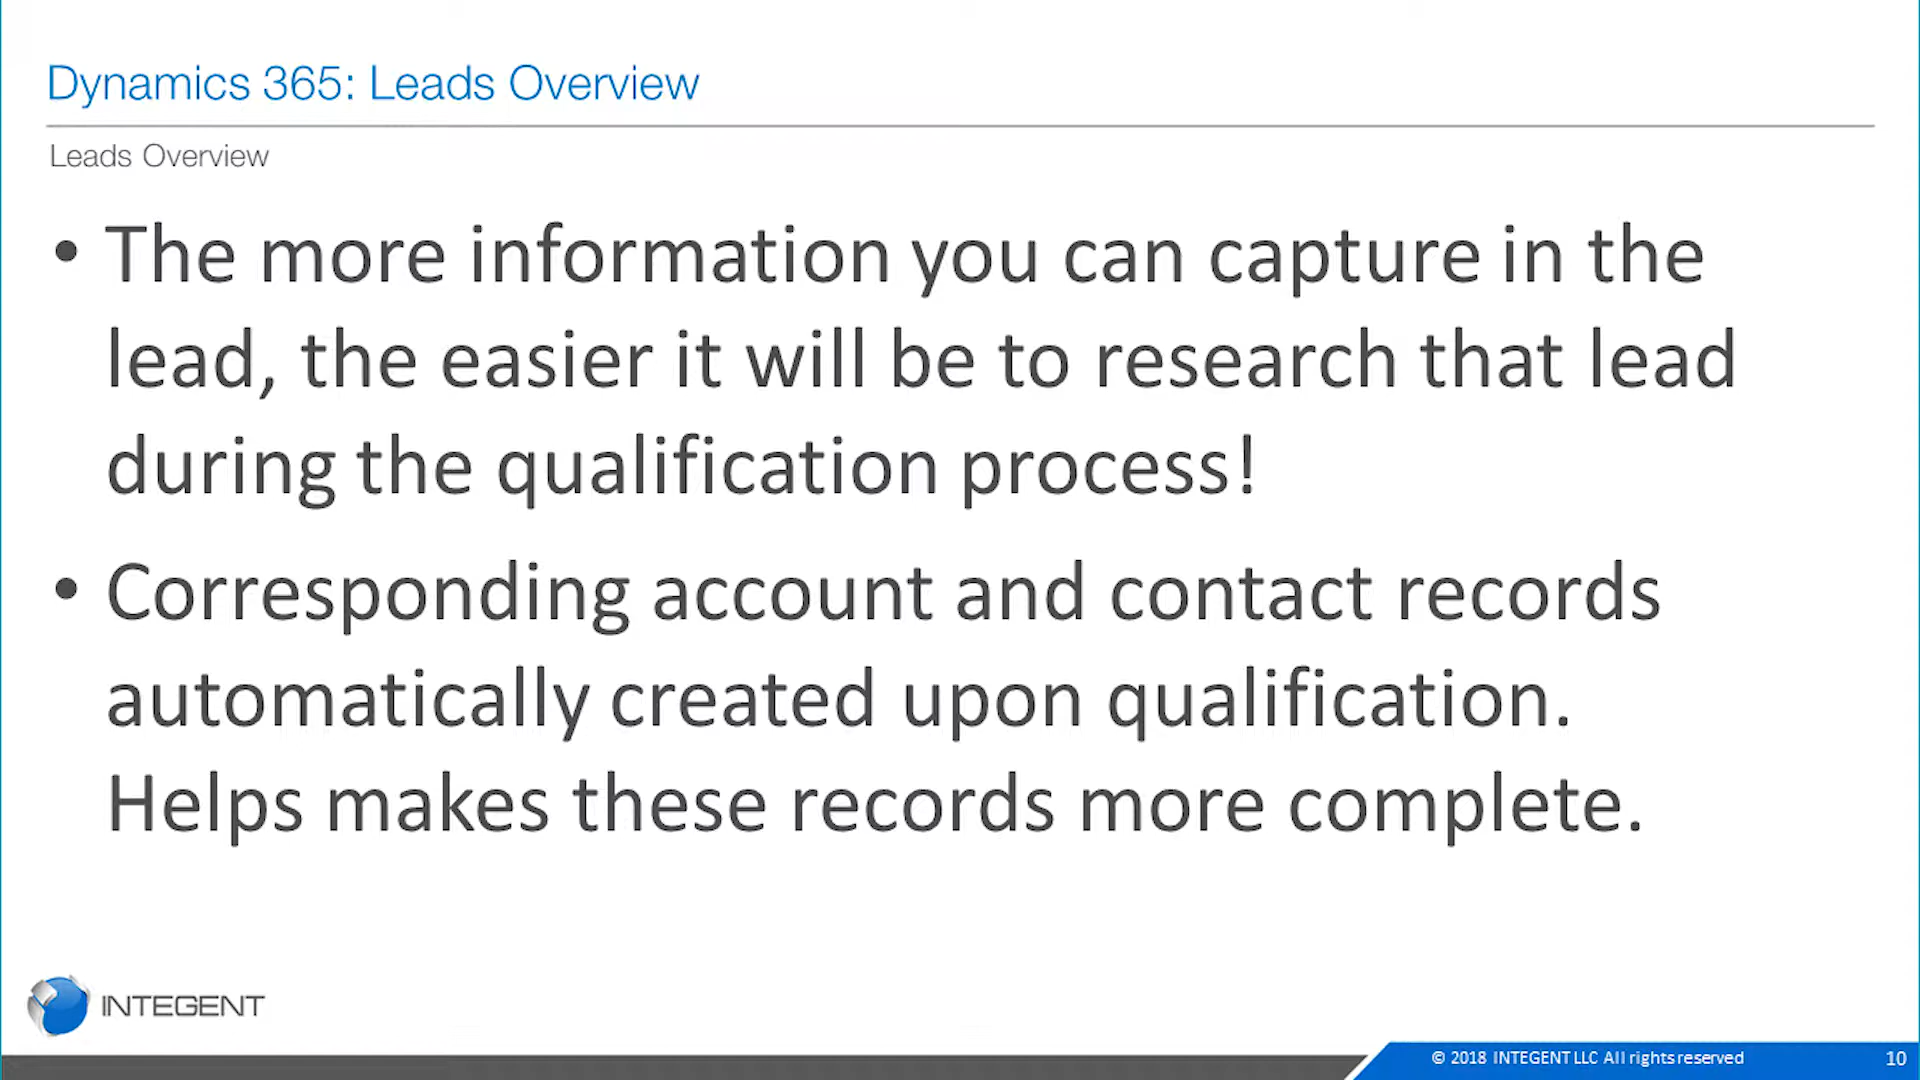 Dynamics 365: Leads Overview
Leads Overview
• The more information you can capture in the
lead, the easier it will be to research that lead
during the qualification process!
• Corresponding account and contact records
automatically created upon qualification.
Helps makes these records more complete.
INTEGENT
© 2018 INTEGENT LLC All rights reserved
10